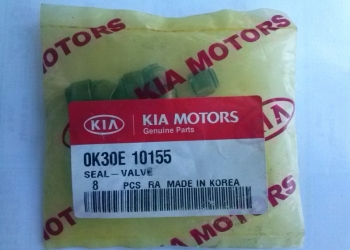 KIA MOTORS
KIA MOTORS
KIA
KIA MOTORS
Genuine Parts
0K30E 10155
SEAL-VALVE
8 PCS RA MADE IN KOREA
MOTORS
KIA MOTORS